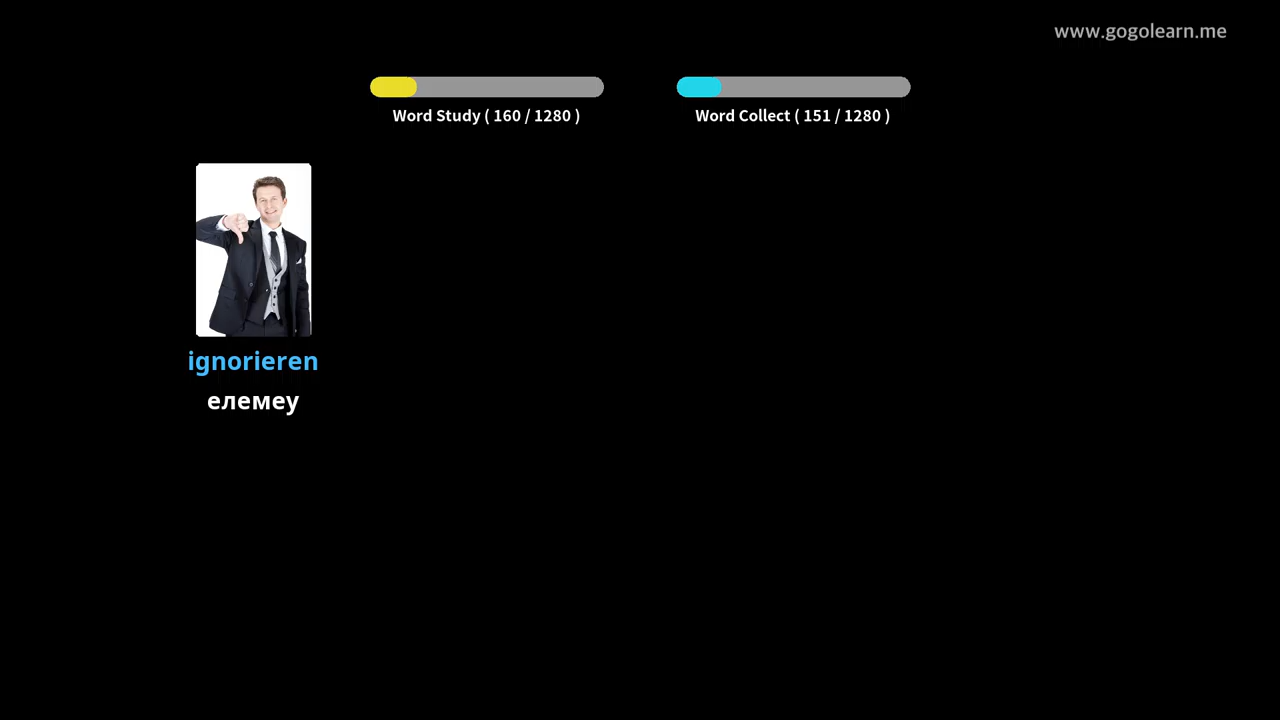 www.gogolearn.me
Word Study ( 160 / 1280 )
Word Collect ( 151 / 1280 )
ignorieren
елемеу